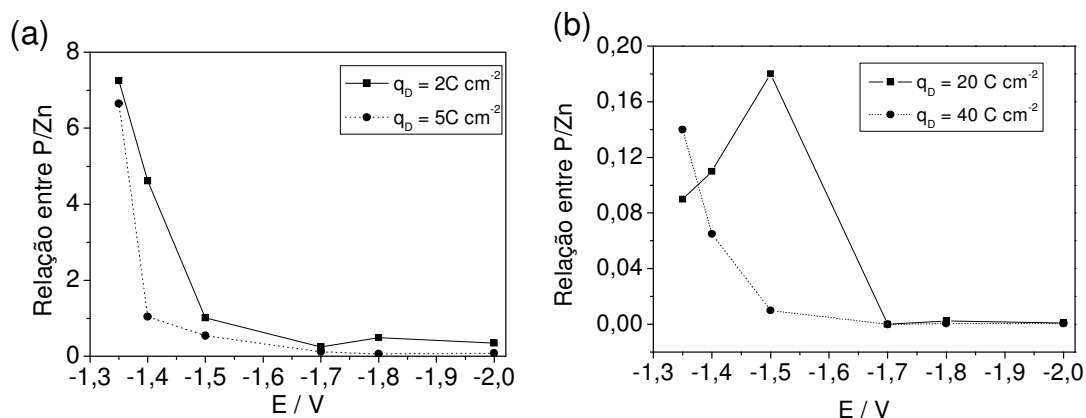 (a)
8
6
4
2
0
Relação entre P/Zn
q_D = 2C cm⁻²
q_D = 5C cm⁻²
-1,3 -1,4 -1,5 -1,6 -1,7 -1,8 -1,9 -2,0
E / V
(b)
0,20
0,16
0,12
0,08
0,04
0,00
Relação entre P/Zn
q_D = 20 C cm⁻²
q_D = 40 C cm⁻²
-1,3 -1,4 -1,5 -1,6 -1,7 -1,8 -1,9 -2,0
E / V